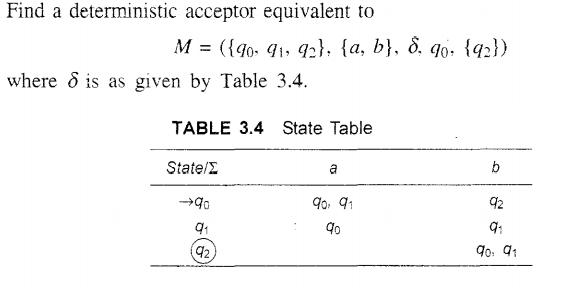 Find a deterministic acceptor equivalent to
M = ({q₀, q₁, q₂}, {a, b}, δ, q₀, {q₂})
where δ is as given by Table 3.4.
TABLE 3.4 State Table
State/Σ a b
→q₀ q₀, q₁ q₂
q₁ q₀ q₁
q₂ q₀, q₁